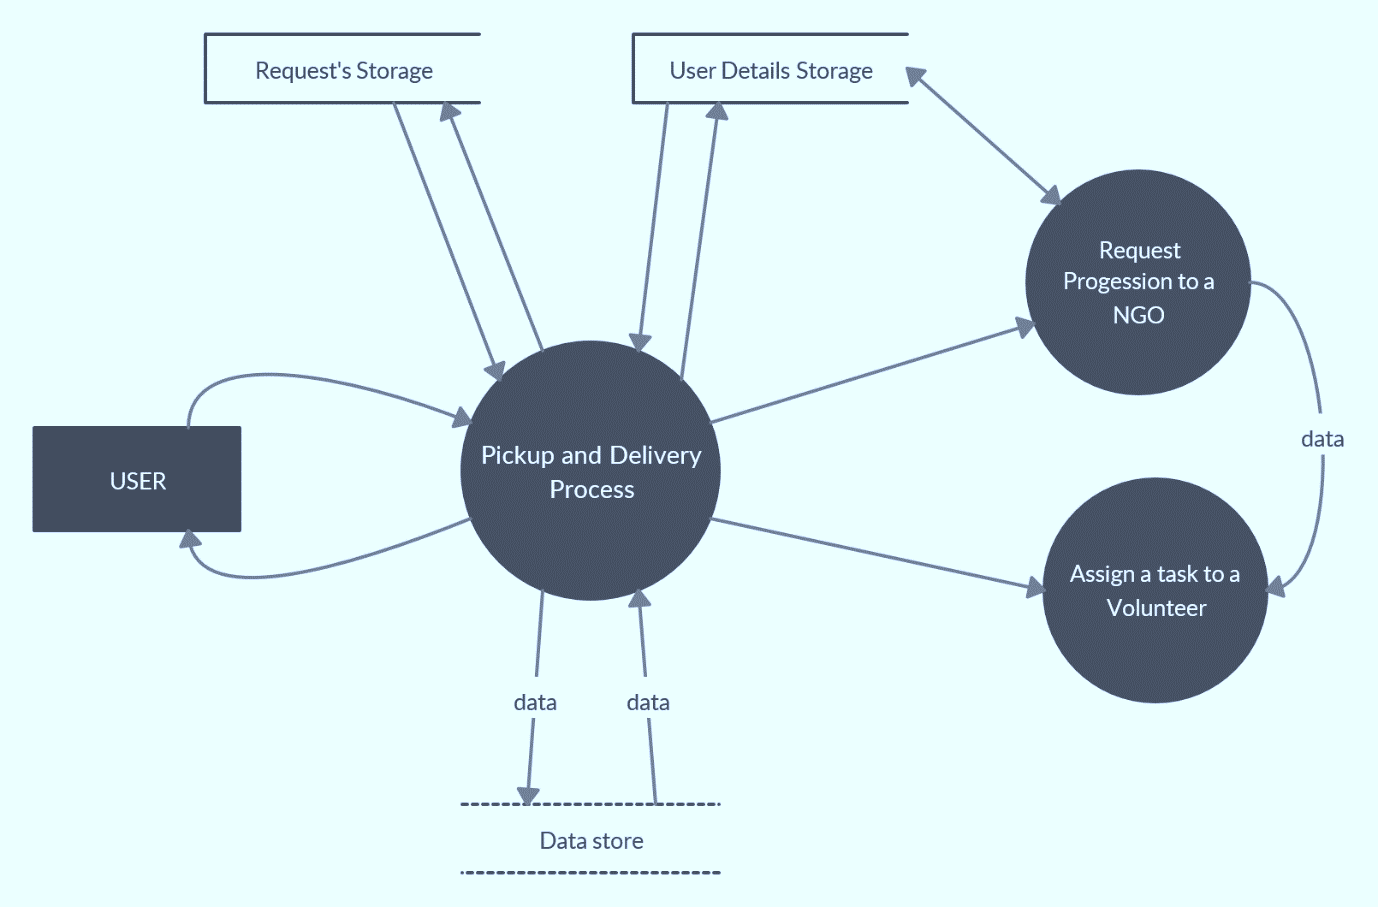 Request's Storage
User Details Storage
Request
Progession to a
NGO
data
Pickup and Delivery
Process
USER
Assign a task to a
Volunteer
data
data
Data store